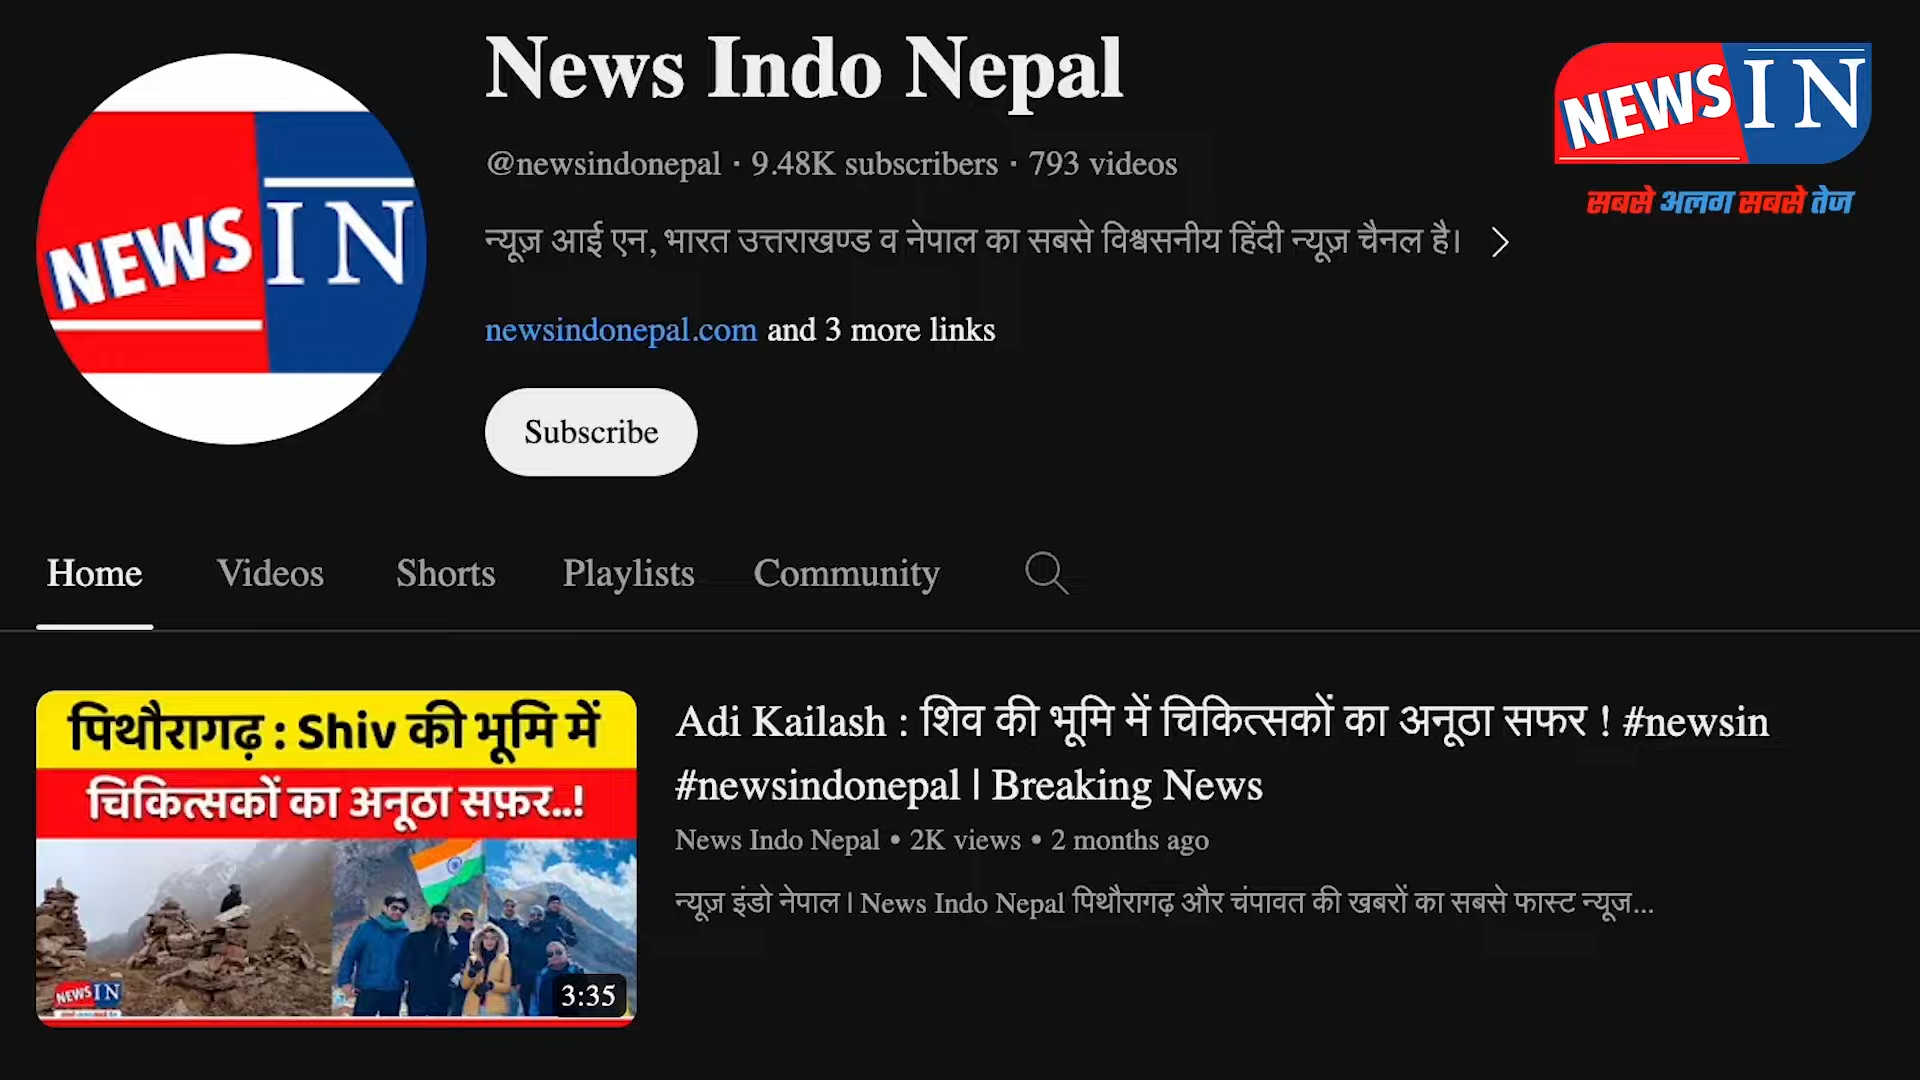 News Indo Nepal
NEWS IN
सबसे अलग सबसे तेज
NEWS IN
@newsindonepal · 9.48K subscribers · 793 videos
न्यूज़ आई एन, भारत उत्तराखण्ड व नेपाल का सबसे विश्वसनीय हिंदी न्यूज़ चैनल है।
newsindonepal.com and 3 more links
Subscribe
Home Videos Shorts Playlists Community
पिथौरागढ़ : Shiv की भूमि में
चिकित्सकों का अनूठा सफ़र..!
NEWS IN
3:35
Adi Kailash : शिव की भूमि में चिकित्सकों का अनूठा सफर ! #newsin
#newsindonepal | Breaking News
News Indo Nepal • 2K views • 2 months ago
न्यूज़ इंडो नेपाल | News Indo Nepal पिथौरागढ़ और चंपावत की खबरों का सबसे फास्ट न्यूज...